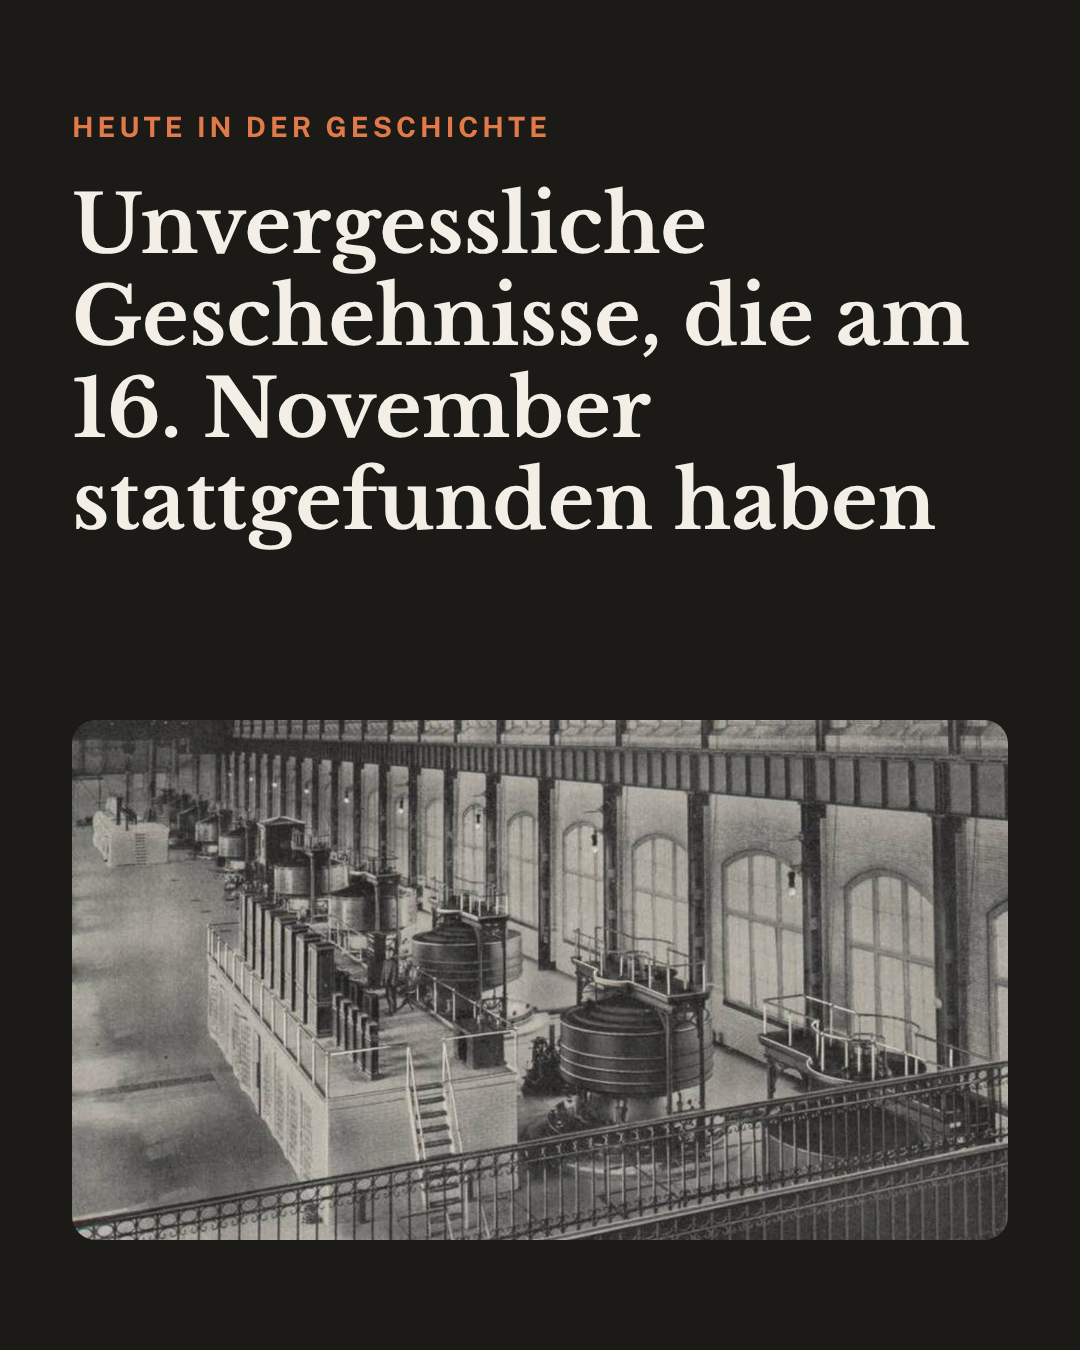 HEUTE IN DER GESCHICHTE
Unvergessliche
Geschehnisse, die am
16. November
stattgefunden haben